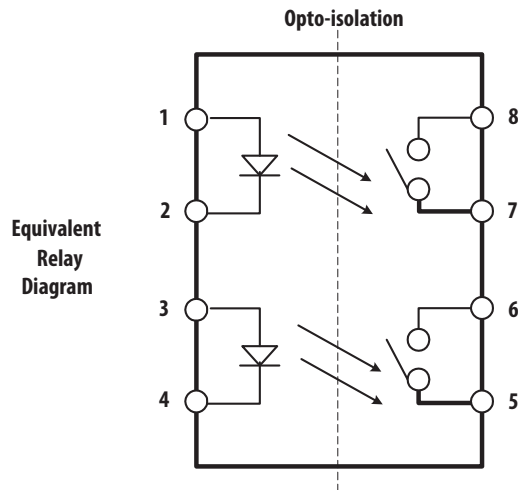 Opto-isolation
1
8
2
7
Equivalent
Relay
Diagram
3
6
4
5